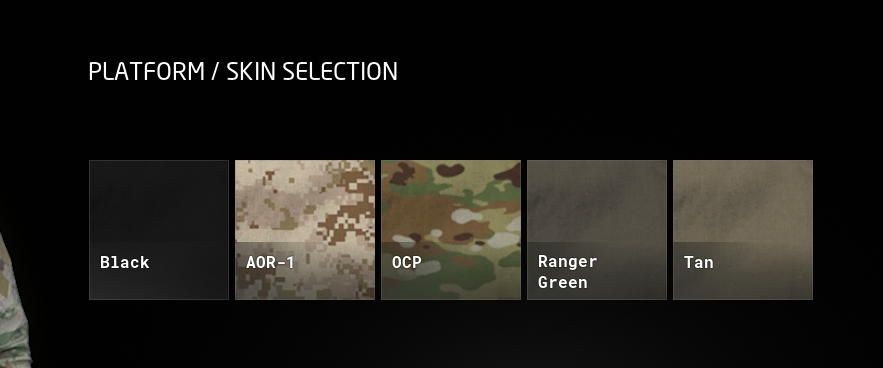 PLATFORM / SKIN SELECTION
Black
AOR-1
OCP
Ranger
Green
Tan